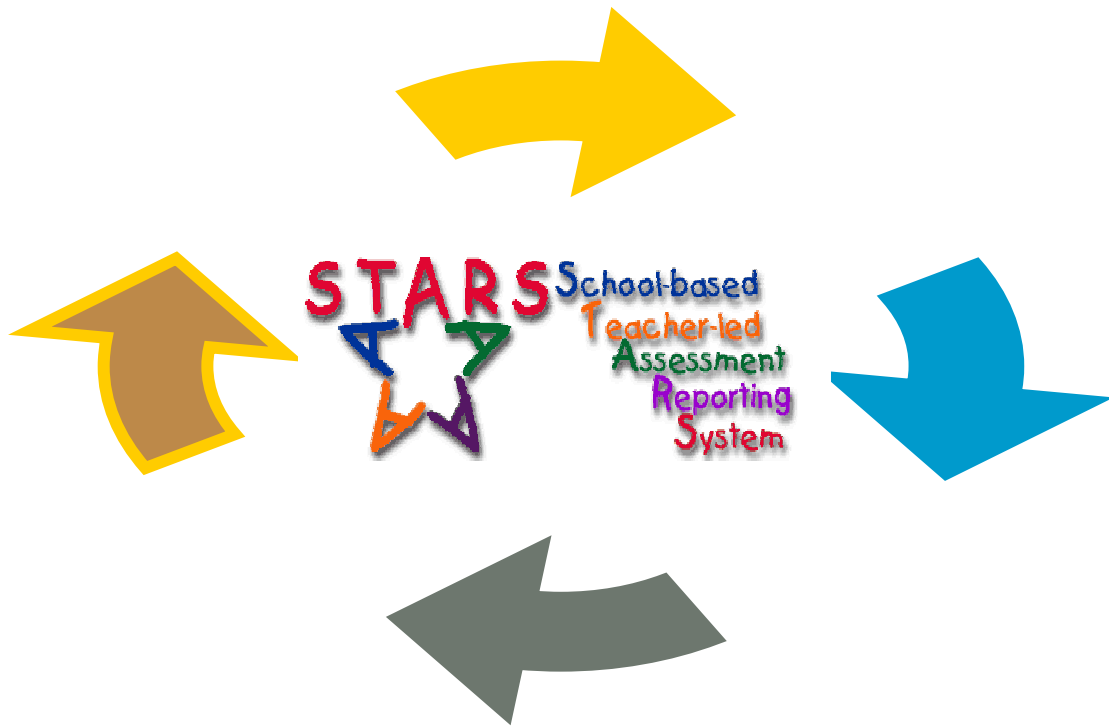 STARS
School-based
Teacher-led
Assessment
Reporting
System